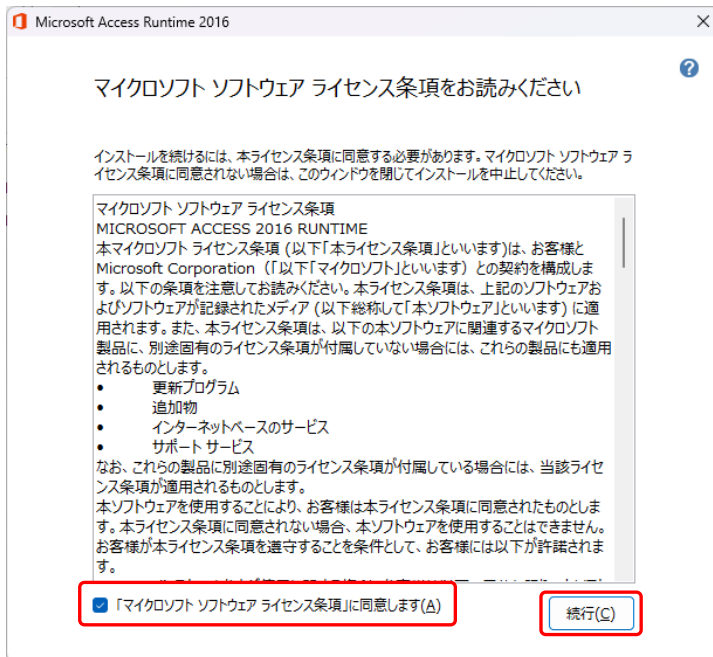 Microsoft Access Runtime 2016
マイクロソフト ソフトウェア ライセンス条項をお読みください
インストールを続けるには、本ライセンス条項に同意する必要があります。マイクロソフト ソフトウェア ラ
イセンス条項に同意されない場合は、このウィンドウを閉じてインストールを中止してください。
マイクロソフト ソフトウェア ライセンス条項
MICROSOFT ACCESS 2016 RUNTIME
本マイクロソフト ライセンス条項 (以下「本ライセンス条項」といいます)は、お客様と
Microsoft Corporation（「以下「マイクロソフト」といいます）との契約を構成しま
す。以下の条項を注意してお読みください。本ライセンス条項は、上記のソフトウェアお
よびソフトウェアが記録されたメディア (以下総称して「本ソフトウェア」といいます) に適
用されます。また、本ライセンス条項は、以下の本ソフトウェアに関連するマイクロソフト
製品に、別途固有のライセンス条項が付属していない場合には、これらの製品にも適用
されるものとします。
• 更新プログラム
• 追加物
• インターネットベースのサービス
• サポート サービス
なお、これらの製品に別途固有のライセンス条項が付属している場合には、当該ライセ
ンス条項が適用されるものとします。
本ソフトウェアを使用することにより、お客様は本ライセンス条項に同意されたものとしま
す。本ライセンス条項に同意されない場合、本ソフトウェアを使用することはできません。
お客様が本ライセンス条項を遵守することを条件として、お客様には以下が許諾されま
す。
「マイクロソフト ソフトウェア ライセンス条項」に同意します(A)
続行(C)